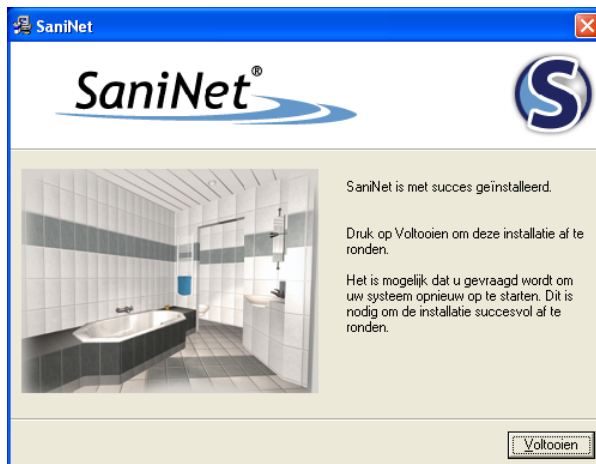 SaniNet
SaniNet®
S
SaniNet is met succes geïnstalleerd.
Druk op Voltooien om deze installatie af te
ronden.
Het is mogelijk dat u gevraagd wordt om
uw systeem opnieuw op te starten. Dit is
nodig om de installatie succesvol af te
ronden.
Voltooien